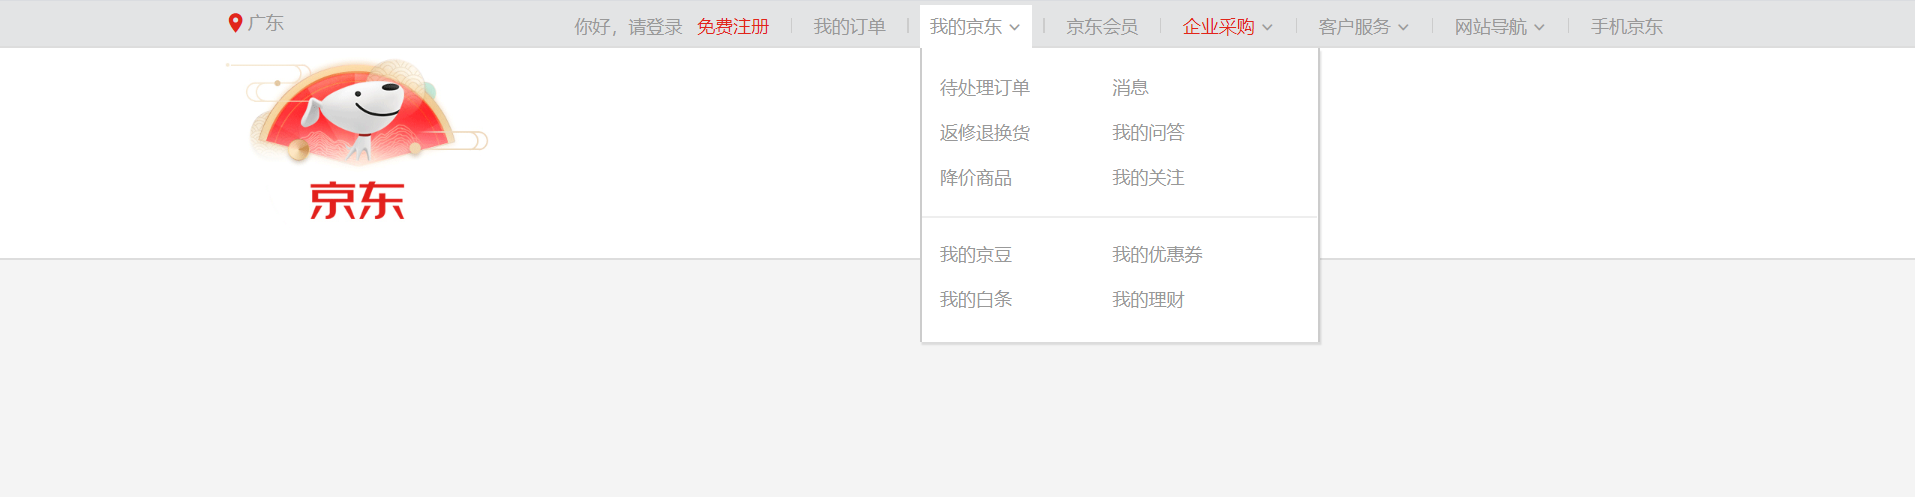 广东 你好，请登录 免费注册 我的订单 我的京东 京东会员 企业采购 客户服务 网站导航 手机京东
京东
待处理订单 消息
返修退换货 我的问答
降价商品 我的关注
我的京豆 我的优惠券
我的白条 我的理财